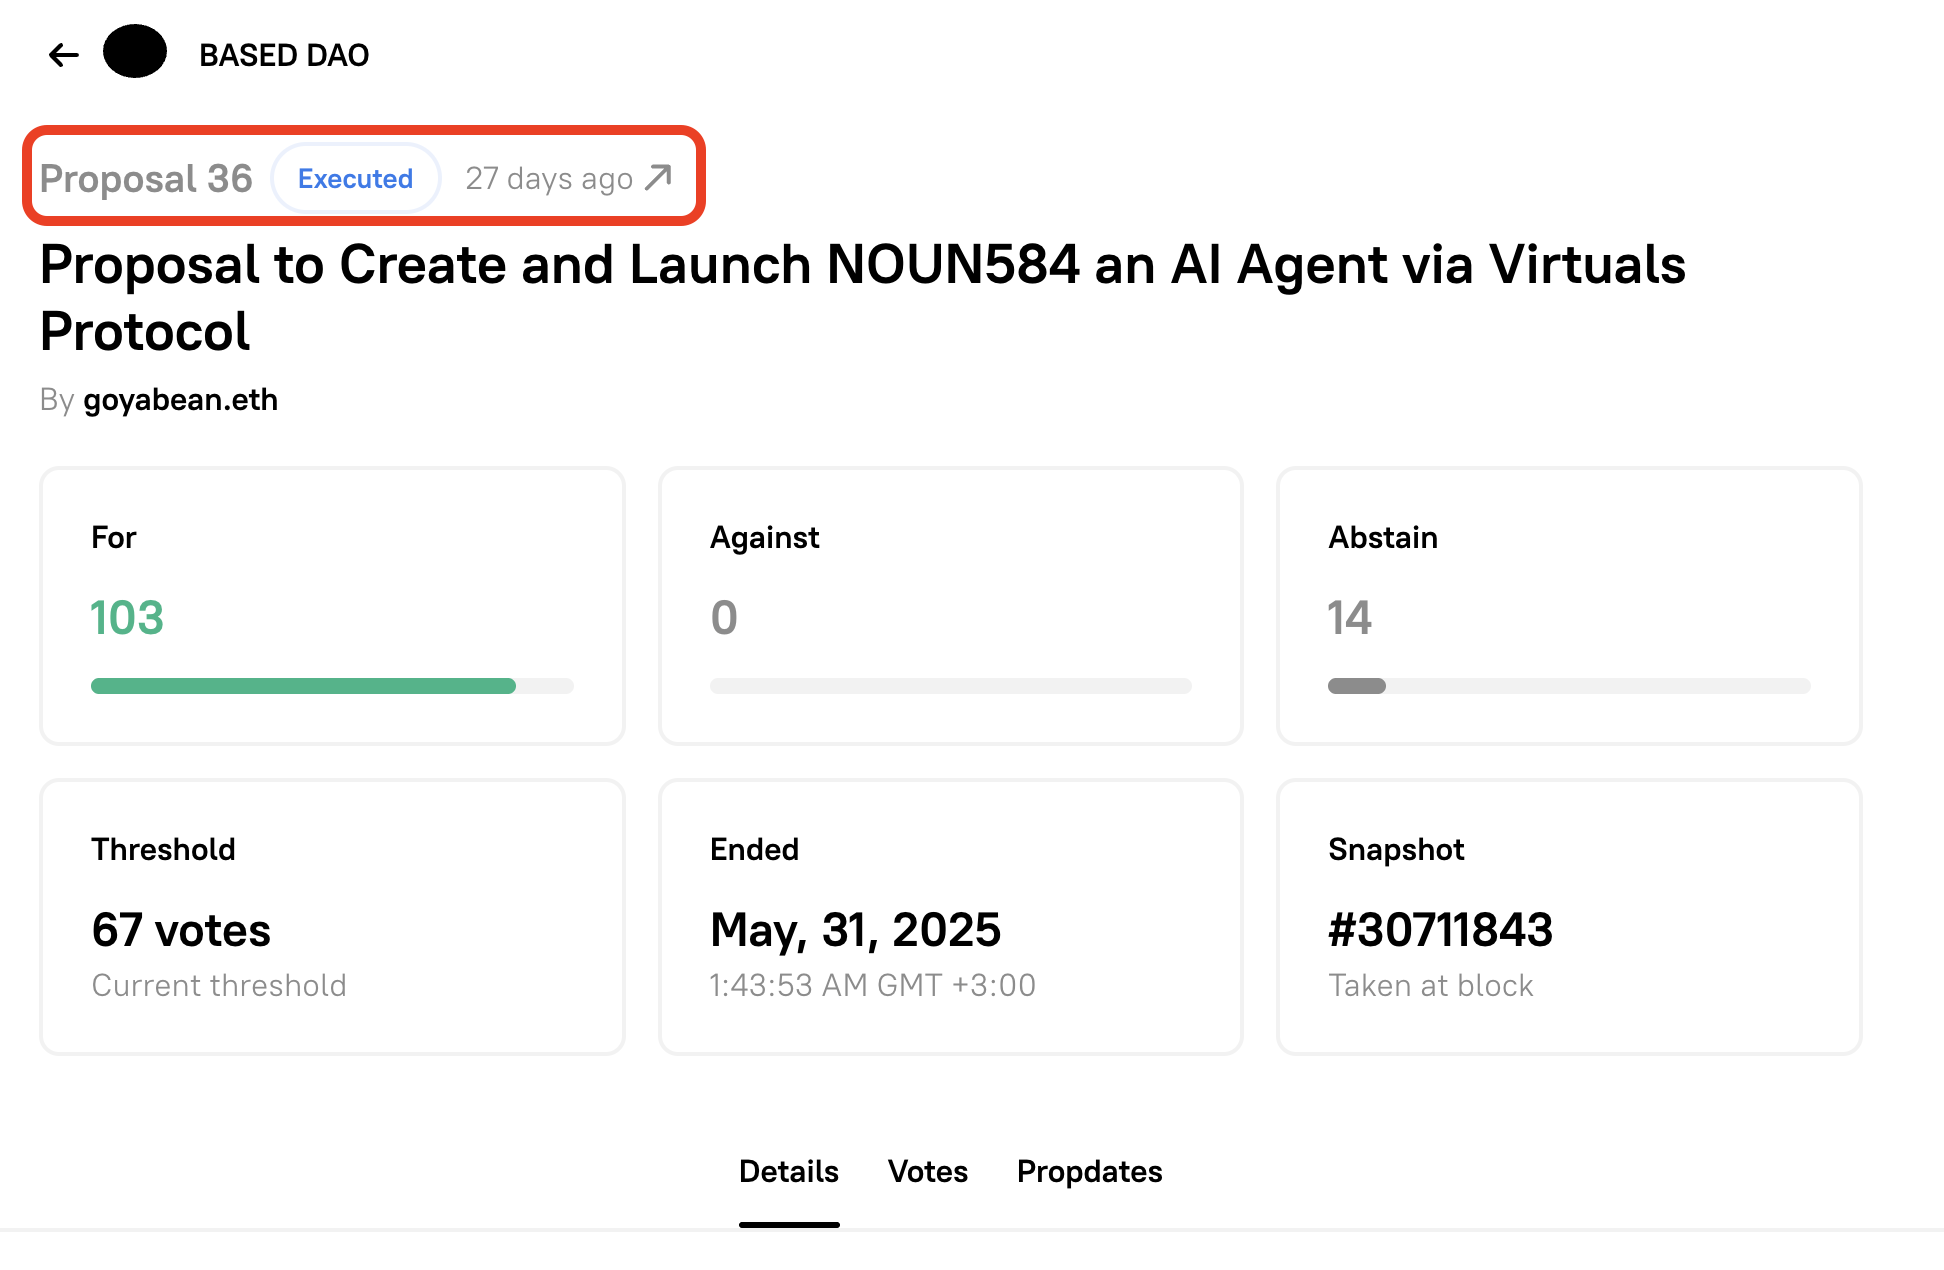 BASED DAO
Proposal 36 Executed 27 days ago
Proposal to Create and Launch NOUN584 an AI Agent via Virtuals
Protocol
By goyabean.eth
For
103
Against
0
Abstain
14
Threshold
67 votes
Current threshold
Ended
May, 31, 2025
1:43:53 AM GMT +3:00
Snapshot
#30711843
Taken at block
Details Votes Propdates